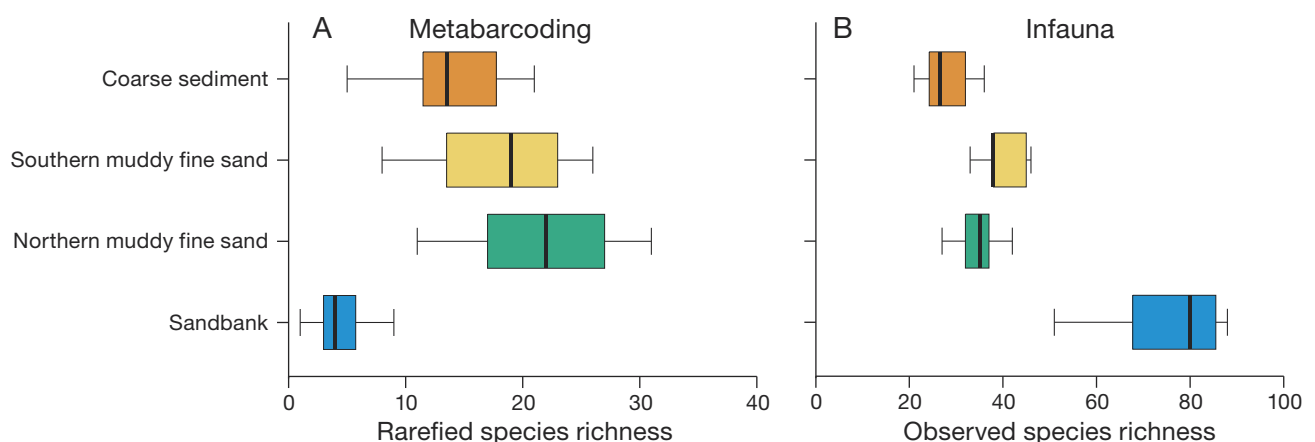 A Metabarcoding
B Infauna
Coarse sediment
Southern muddy fine sand
Northern muddy fine sand
Sandbank
0 10 20 30 40
0 20 40 60 80 100
Rarefied species richness
Observed species richness